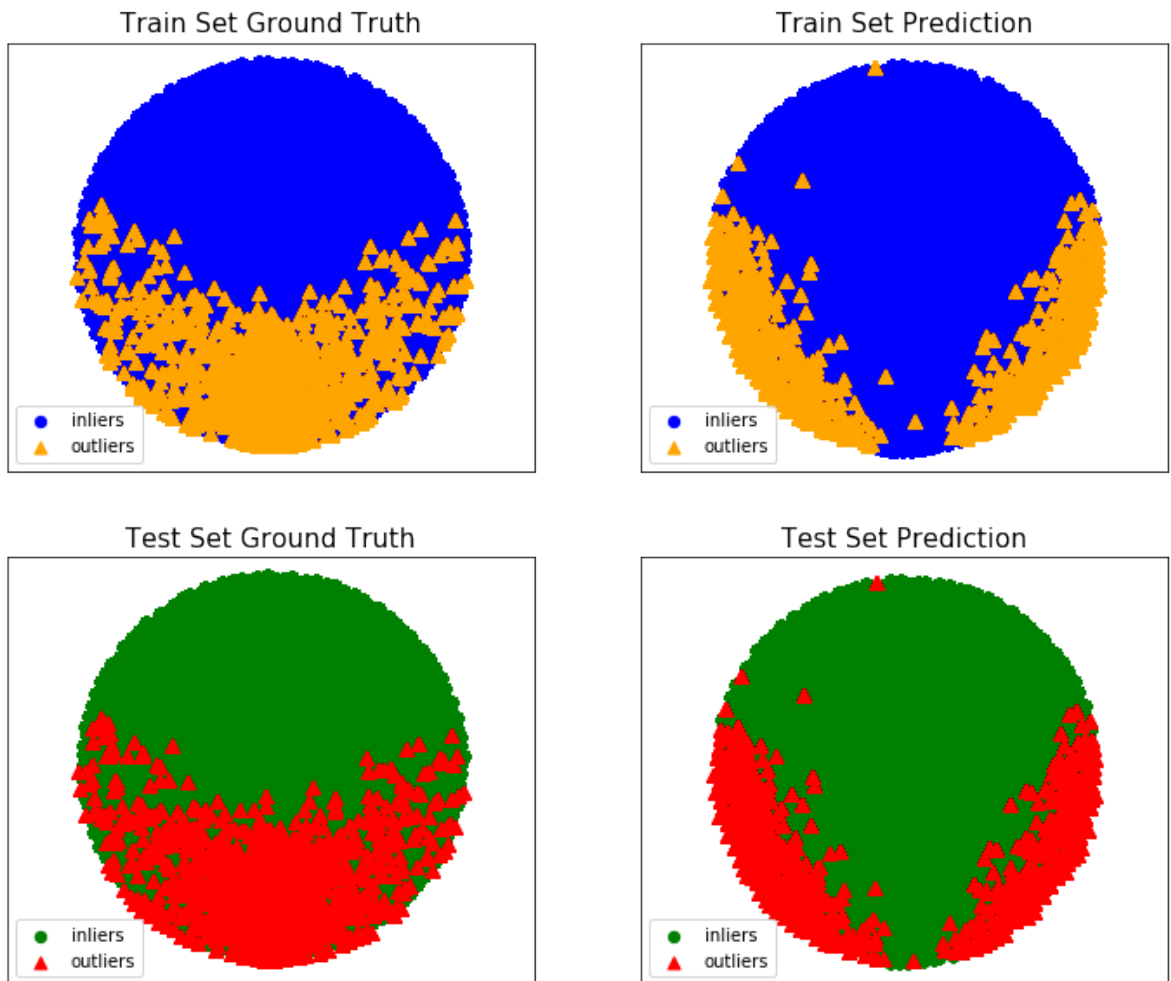 Train Set Ground Truth
Train Set Prediction
inliers
outliers
inliers
outliers
Test Set Ground Truth
Test Set Prediction
inliers
outliers
inliers
outliers